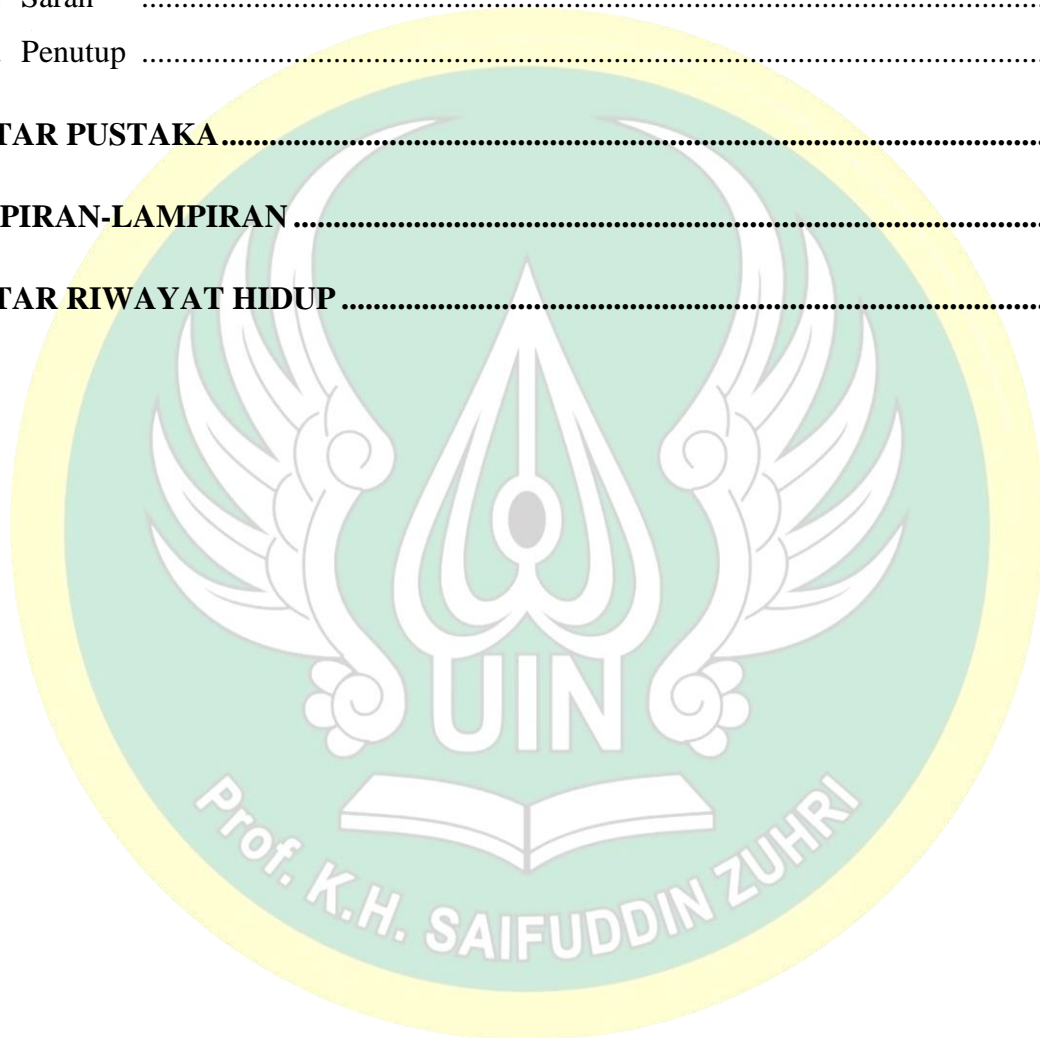 Saran ...............................................................................................
Penutup ...............................................................................................
TAR PUSTAKA.......................................................................................
PIRAN-LAMPIRAN ...............................................................................
TAR RIWAYAT HIDUP ..........................................................................
UIN
Prof. K.H. SAIFUDDIN ZUHRI